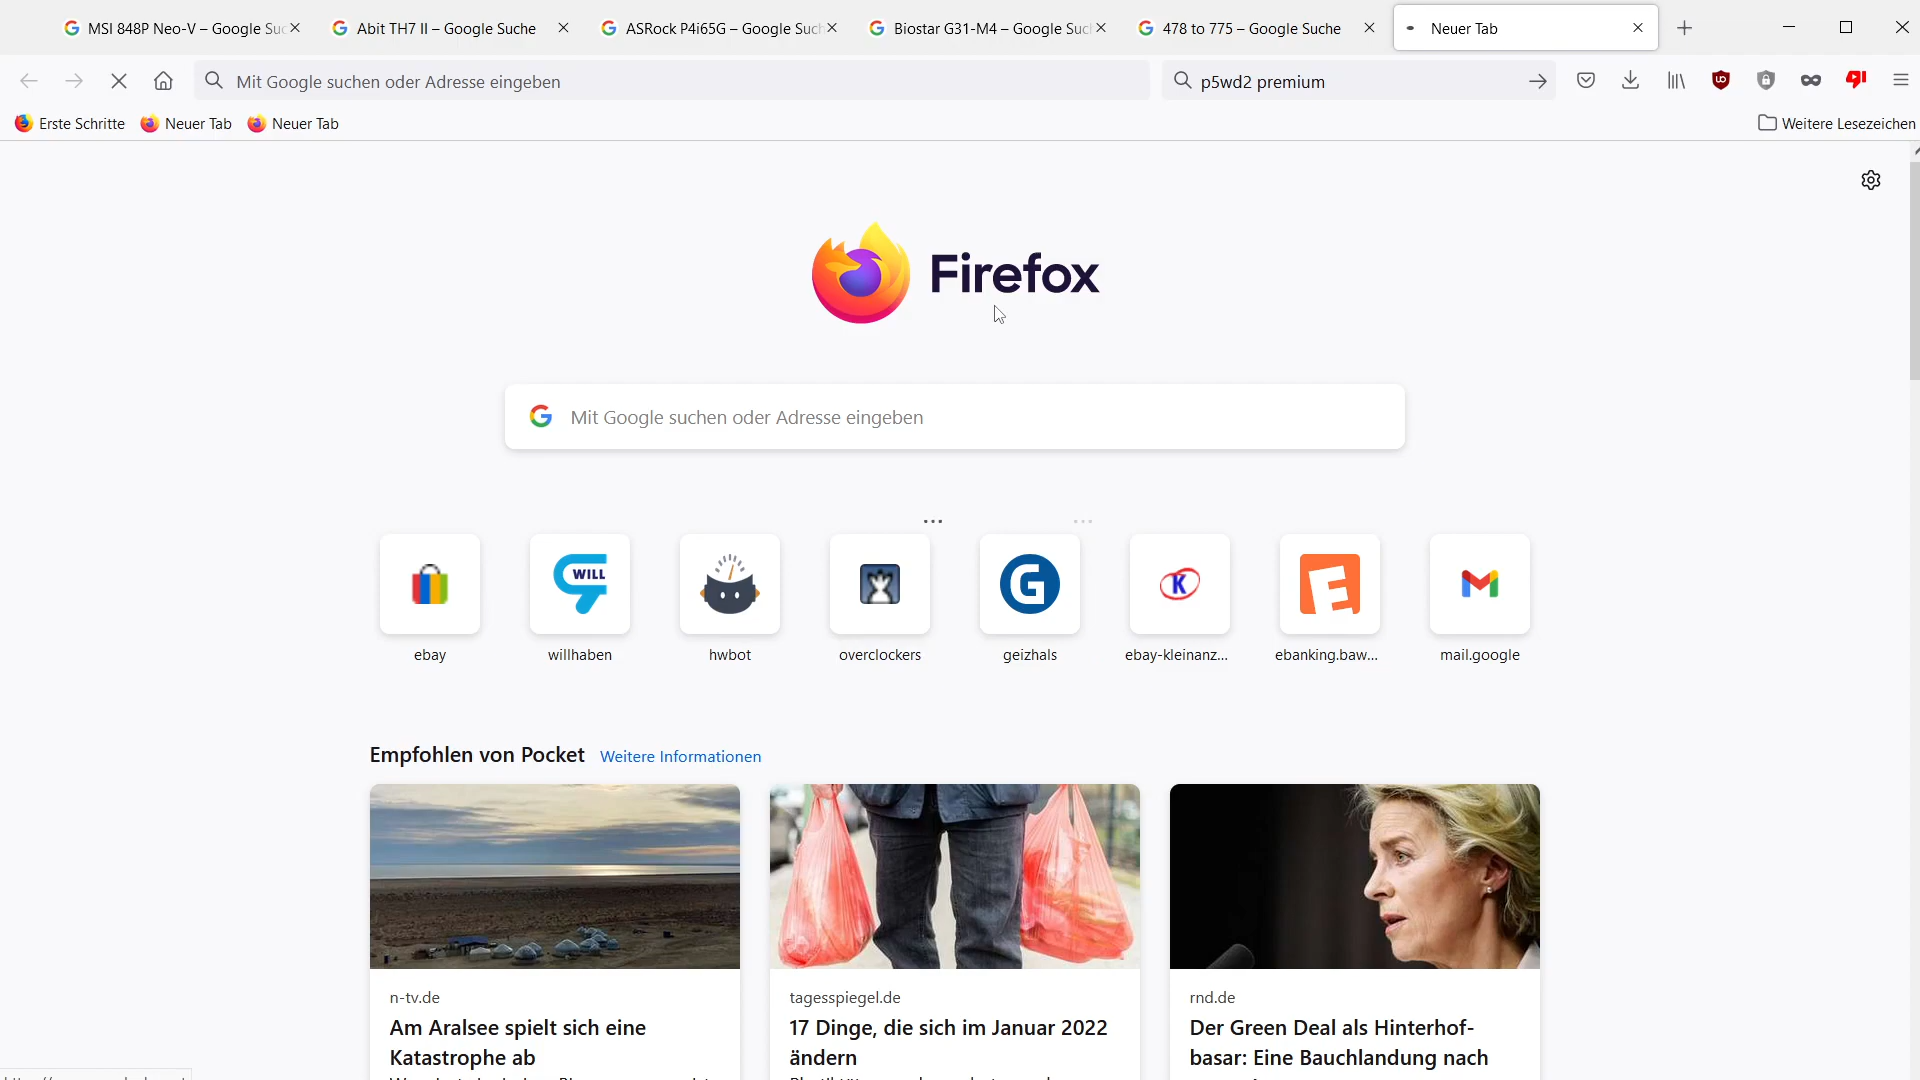 MSI 848P Neo-V – Google Suc
Abit TH7 II – Google Suche
ASRock P4i65G – Google Such
Biostar G31-M4 – Google Such
478 to 775 – Google Suche
Neuer Tab
Mit Google suchen oder Adresse eingeben
p5wd2 premium
Erste Schritte
Neuer Tab
Neuer Tab
Weitere Lesezeichen
Firefox
Mit Google suchen oder Adresse eingeben
WILL
G
K
ebay
willhaben
hwbot
overclockers
geizhals
ebay-kleinanz...
ebanking.baw...
mail.google
Empfohlen von Pocket Weitere Informationen
n-tv.de
Am Aralsee spielt sich eine
Katastrophe ab
tagesspiegel.de
17 Dinge, die sich im Januar 2022
ändern
rnd.de
Der Green Deal als Hinterhof-
basar: Eine Bauchlandung nach